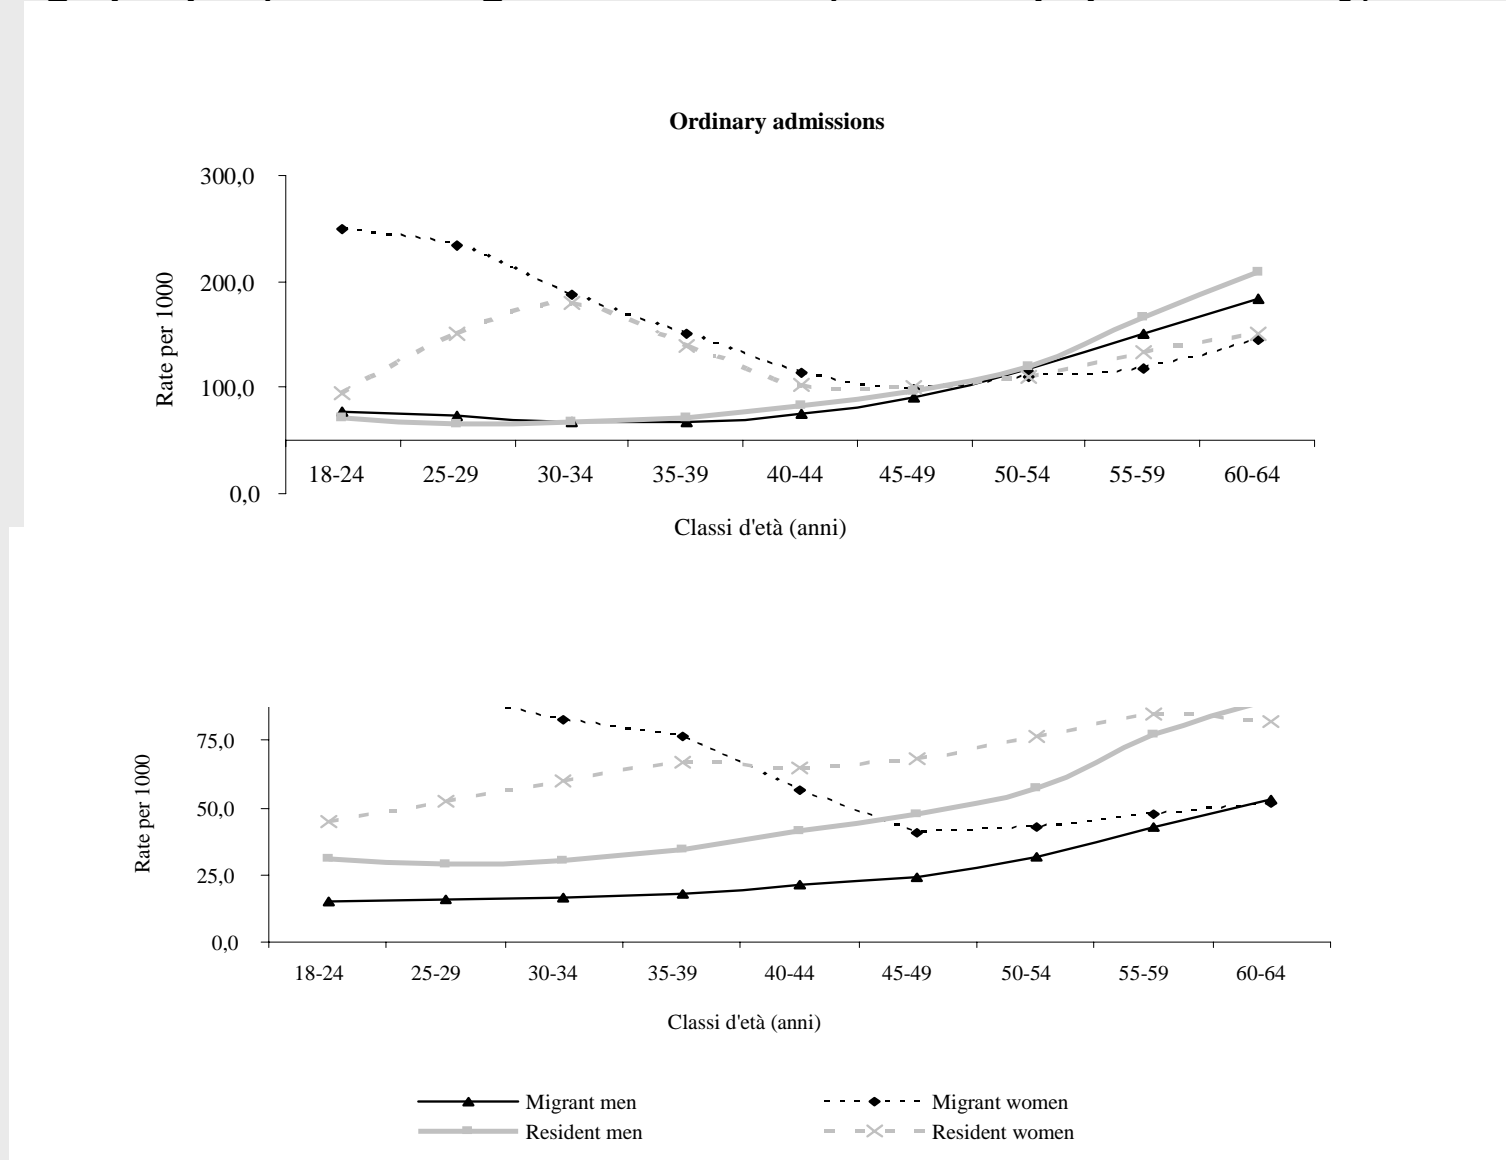 Ordinary admissions
300,0
200,0
100,0
0,0
Rate per 1000
18-24 25-29 30-34 35-39 40-44 45-49 50-54 55-59 60-64
Classi d'età (anni)
75,0
50,0
25,0
0,0
Rate per 1000
18-24 25-29 30-34 35-39 40-44 45-49 50-54 55-59 60-64
Classi d'età (anni)
Migrant men Migrant women
Resident men Resident women